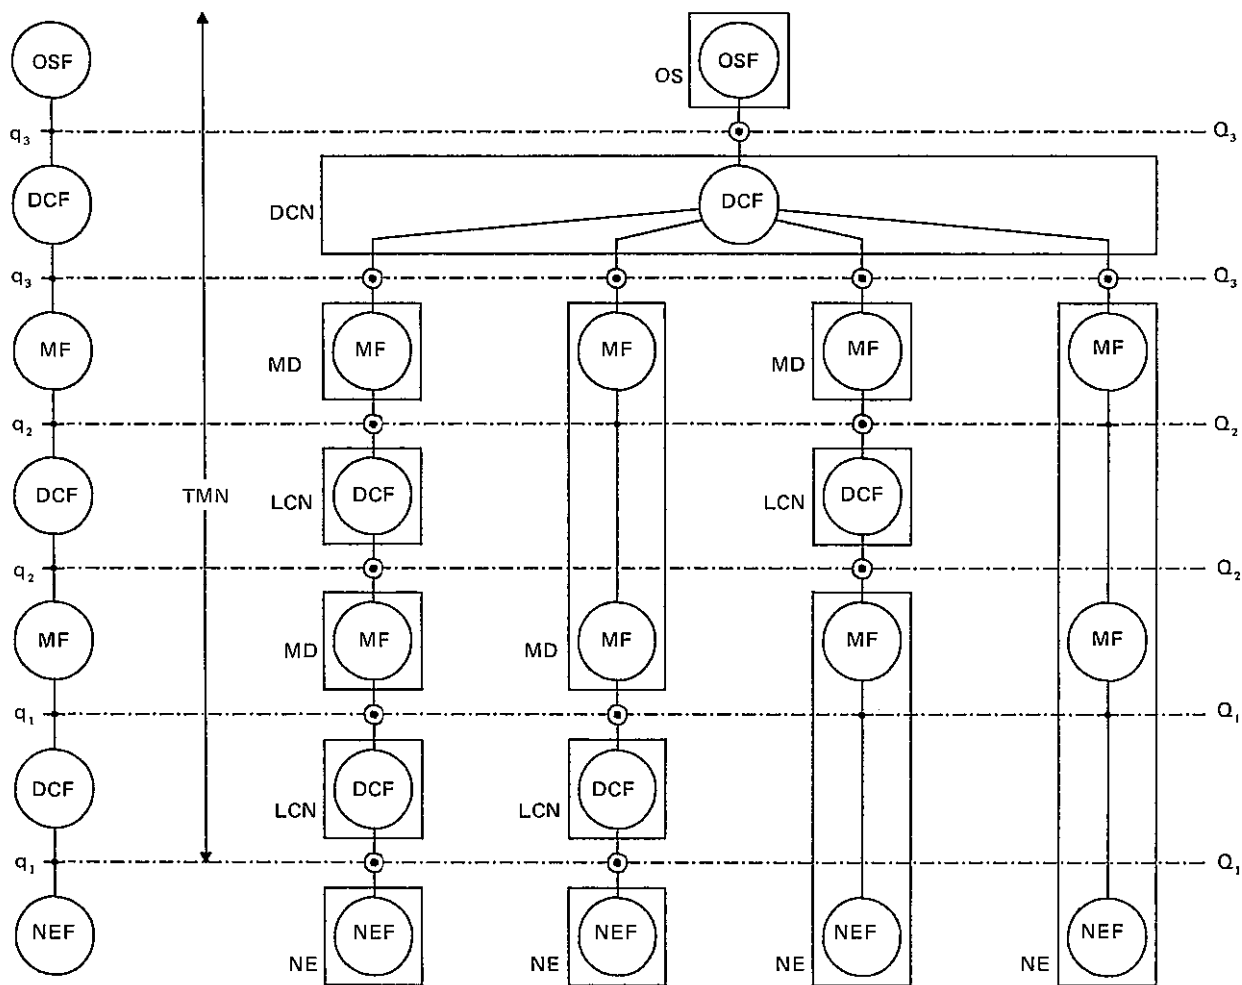 OSF OS OSF
q3 Q3
DCF DCN DCF
q3 Q3
MF MD MF MF MD MF MF
q2 Q2
DCF TMN LCN DCF LCN DCF
q2 Q2
MF MD MF MD MF MF MF
q1 Q1
DCF LCN DCF LCN DCF
q1 Q1
NEF NE NEF NE NEF NE NEF NE NEF